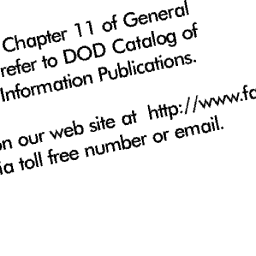 Chapter 11 of General
refer to DOD Catalog of
Information Publications.
on our web site at http://www.fa
via toll free number or email.